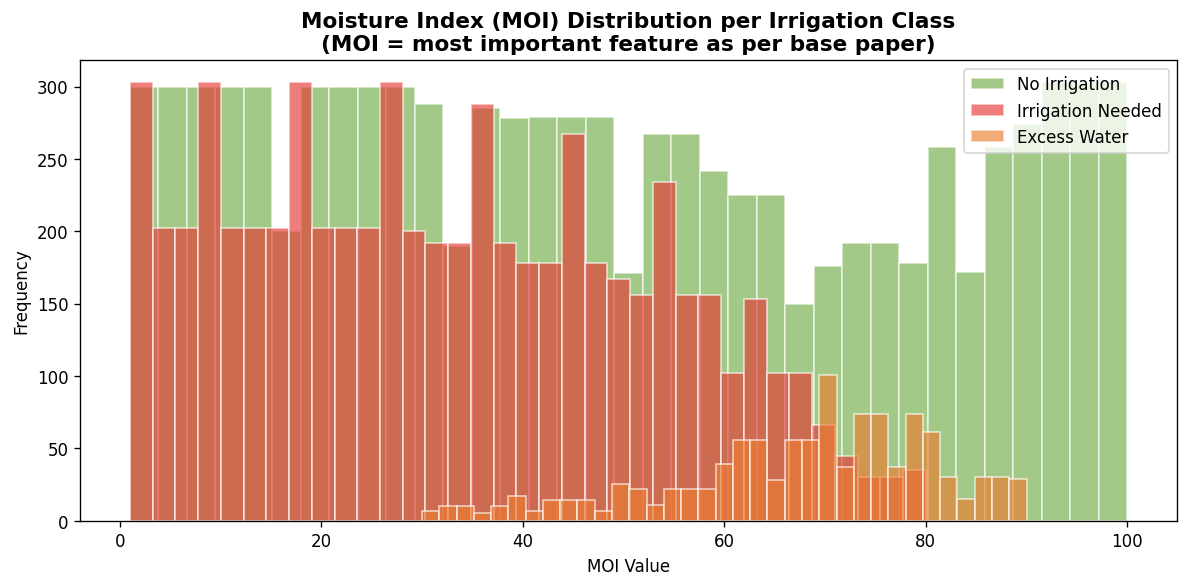 Moisture Index (MOI) Distribution per Irrigation Class
(MOI = most important feature as per base paper)
No Irrigation
Irrigation Needed
Excess Water
Frequency
300
250
200
150
100
50
0
0 20 40 60 80 100
MOI Value